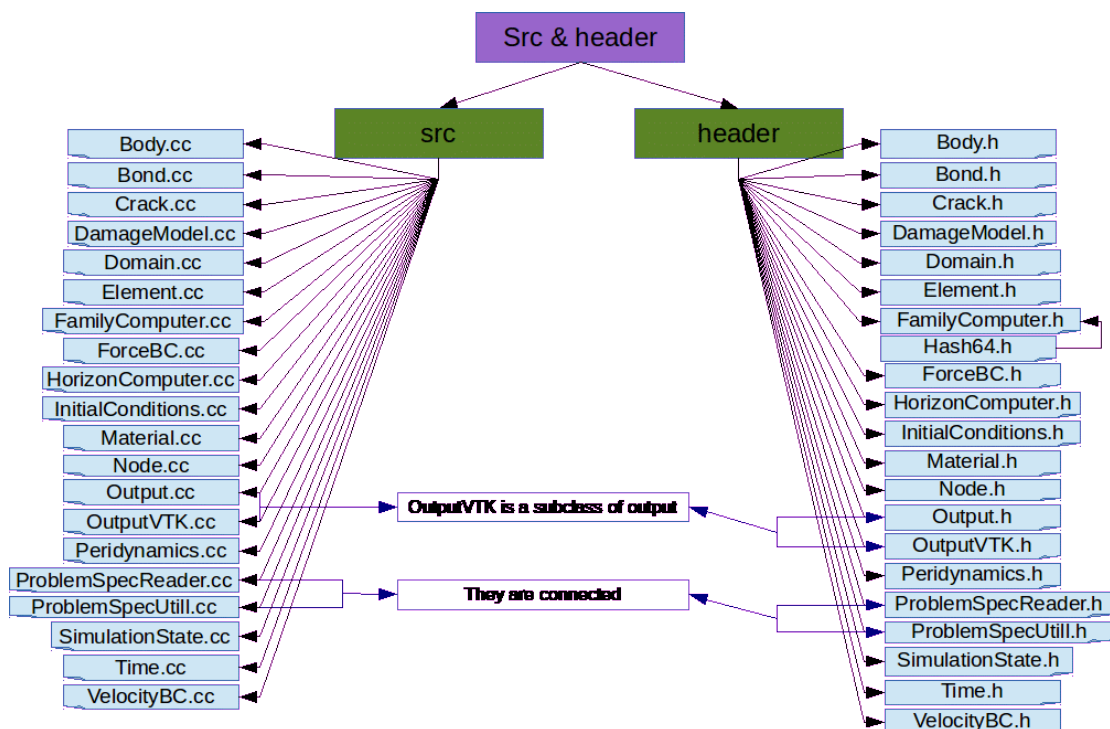 Src & header
src
header
Body.cc
Bond.cc
Crack.cc
DamageModel.cc
Domain.cc
Element.cc
FamilyComputer.cc
ForceBC.cc
HorizonComputer.cc
InitialConditions.cc
Material.cc
Node.cc
Output.cc
OutputVTK.cc
Peridynamics.cc
ProblemSpecReader.cc
ProblemSpecUtill.cc
SimulationState.cc
Time.cc
VelocityBC.cc
OutputVTK is a subclass of output
They are connected
Body.h
Bond.h
Crack.h
DamageModel.h
Domain.h
Element.h
FamilyComputer.h
Hash64.h
ForceBC.h
HorizonComputer.h
InitialConditions.h
Material.h
Node.h
Output.h
OutputVTK.h
Peridynamics.h
ProblemSpecReader.h
ProblemSpecUtill.h
SimulationState.h
Time.h
VelocityBC.h